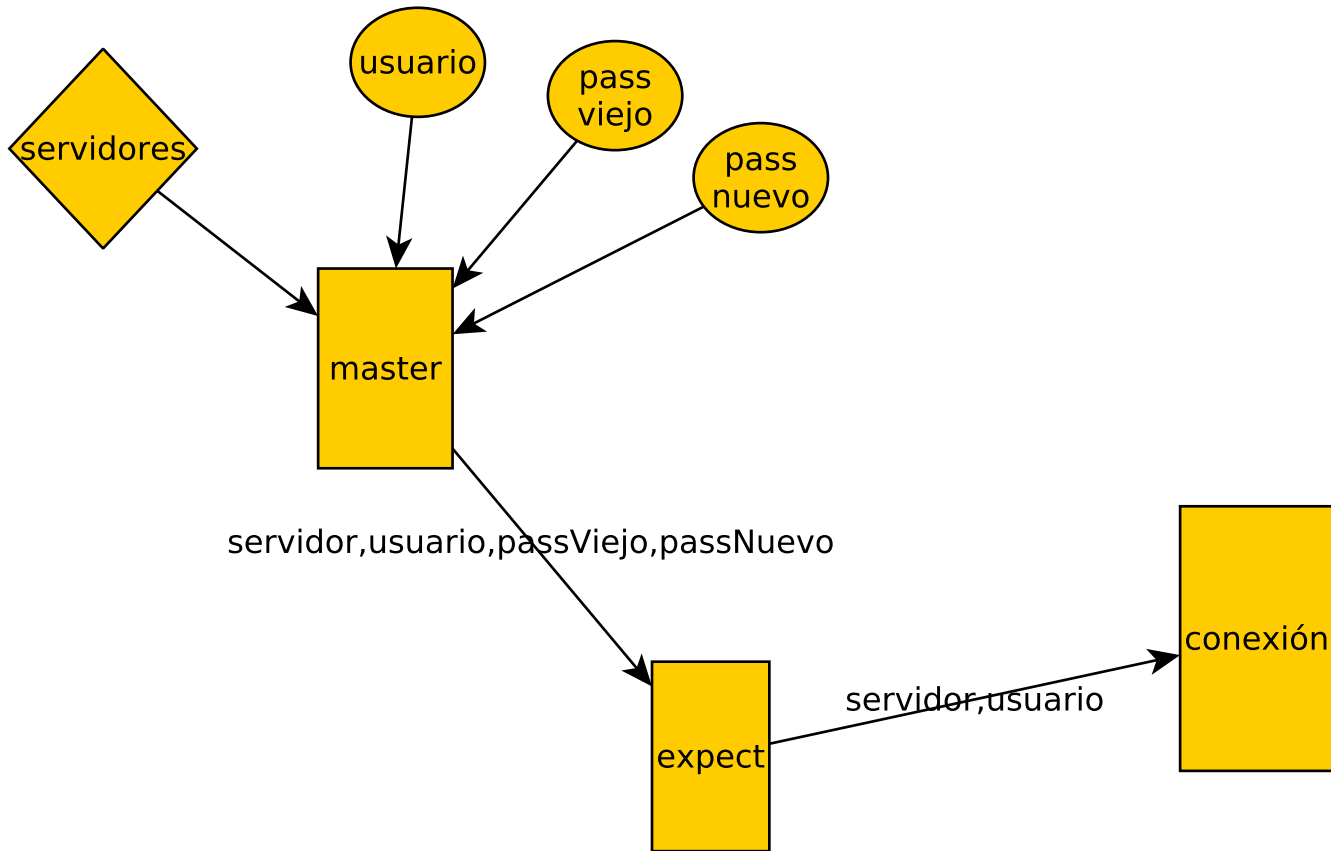 usuario
pass
viejo
servidores
pass
nuevo
master
servidor,usuario,passViejo,passNuevo
conexión
servidor,usuario
expect